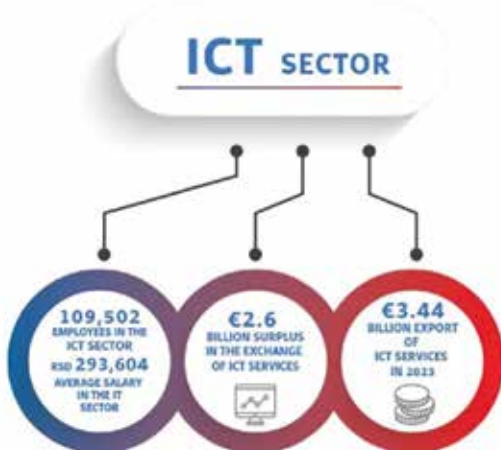 ICT SECTOR
109,502
EMPLOYEES IN THE
ICT SECTOR
RSD 293,604
AVERAGE SALARY
IN THE IT
SECTOR
€2.6
BILLION SURPLUS
IN THE EXCHANGE
OF ICT SERVICES
€3.44
BILLION EXPORT
OF
ICT SERVICES
IN 2023